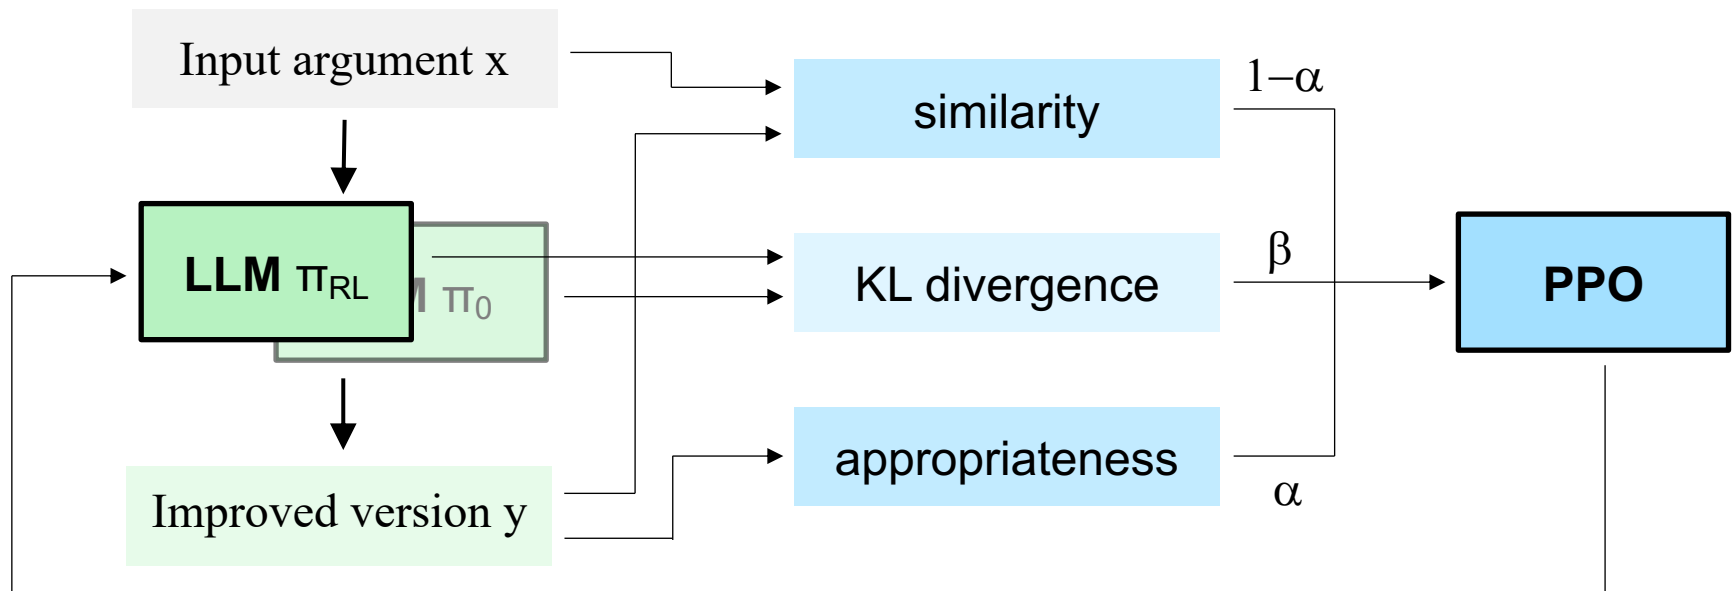 Input argument x
similarity
1−α
LLM πRL
M π0
KL divergence
β
PPO
Improved version y
appropriateness
α